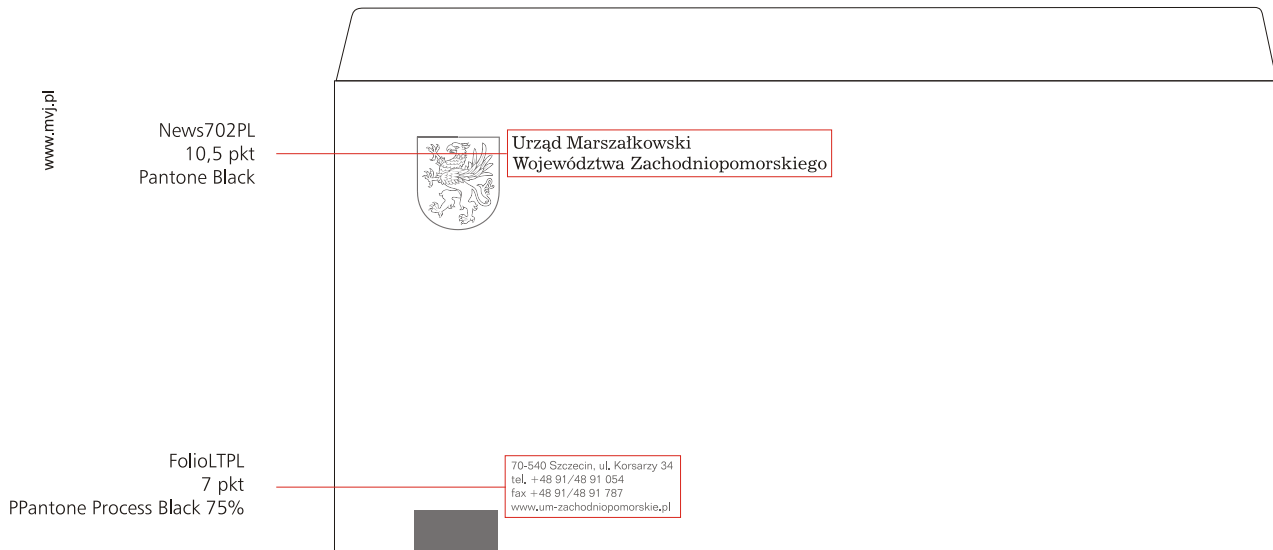 www.mvj.pl
News702PL
10,5 pkt
Pantone Black
Urząd Marszałkowski
Województwa Zachodniopomorskiego
FolioLTPL
7 pkt
PPantone Process Black 75%
70-540 Szczecin, ul. Korsarzy 34
tel. +48 91/48 91 054
fax +48 91/48 91 787
www.um-zachodniopomorskie.pl